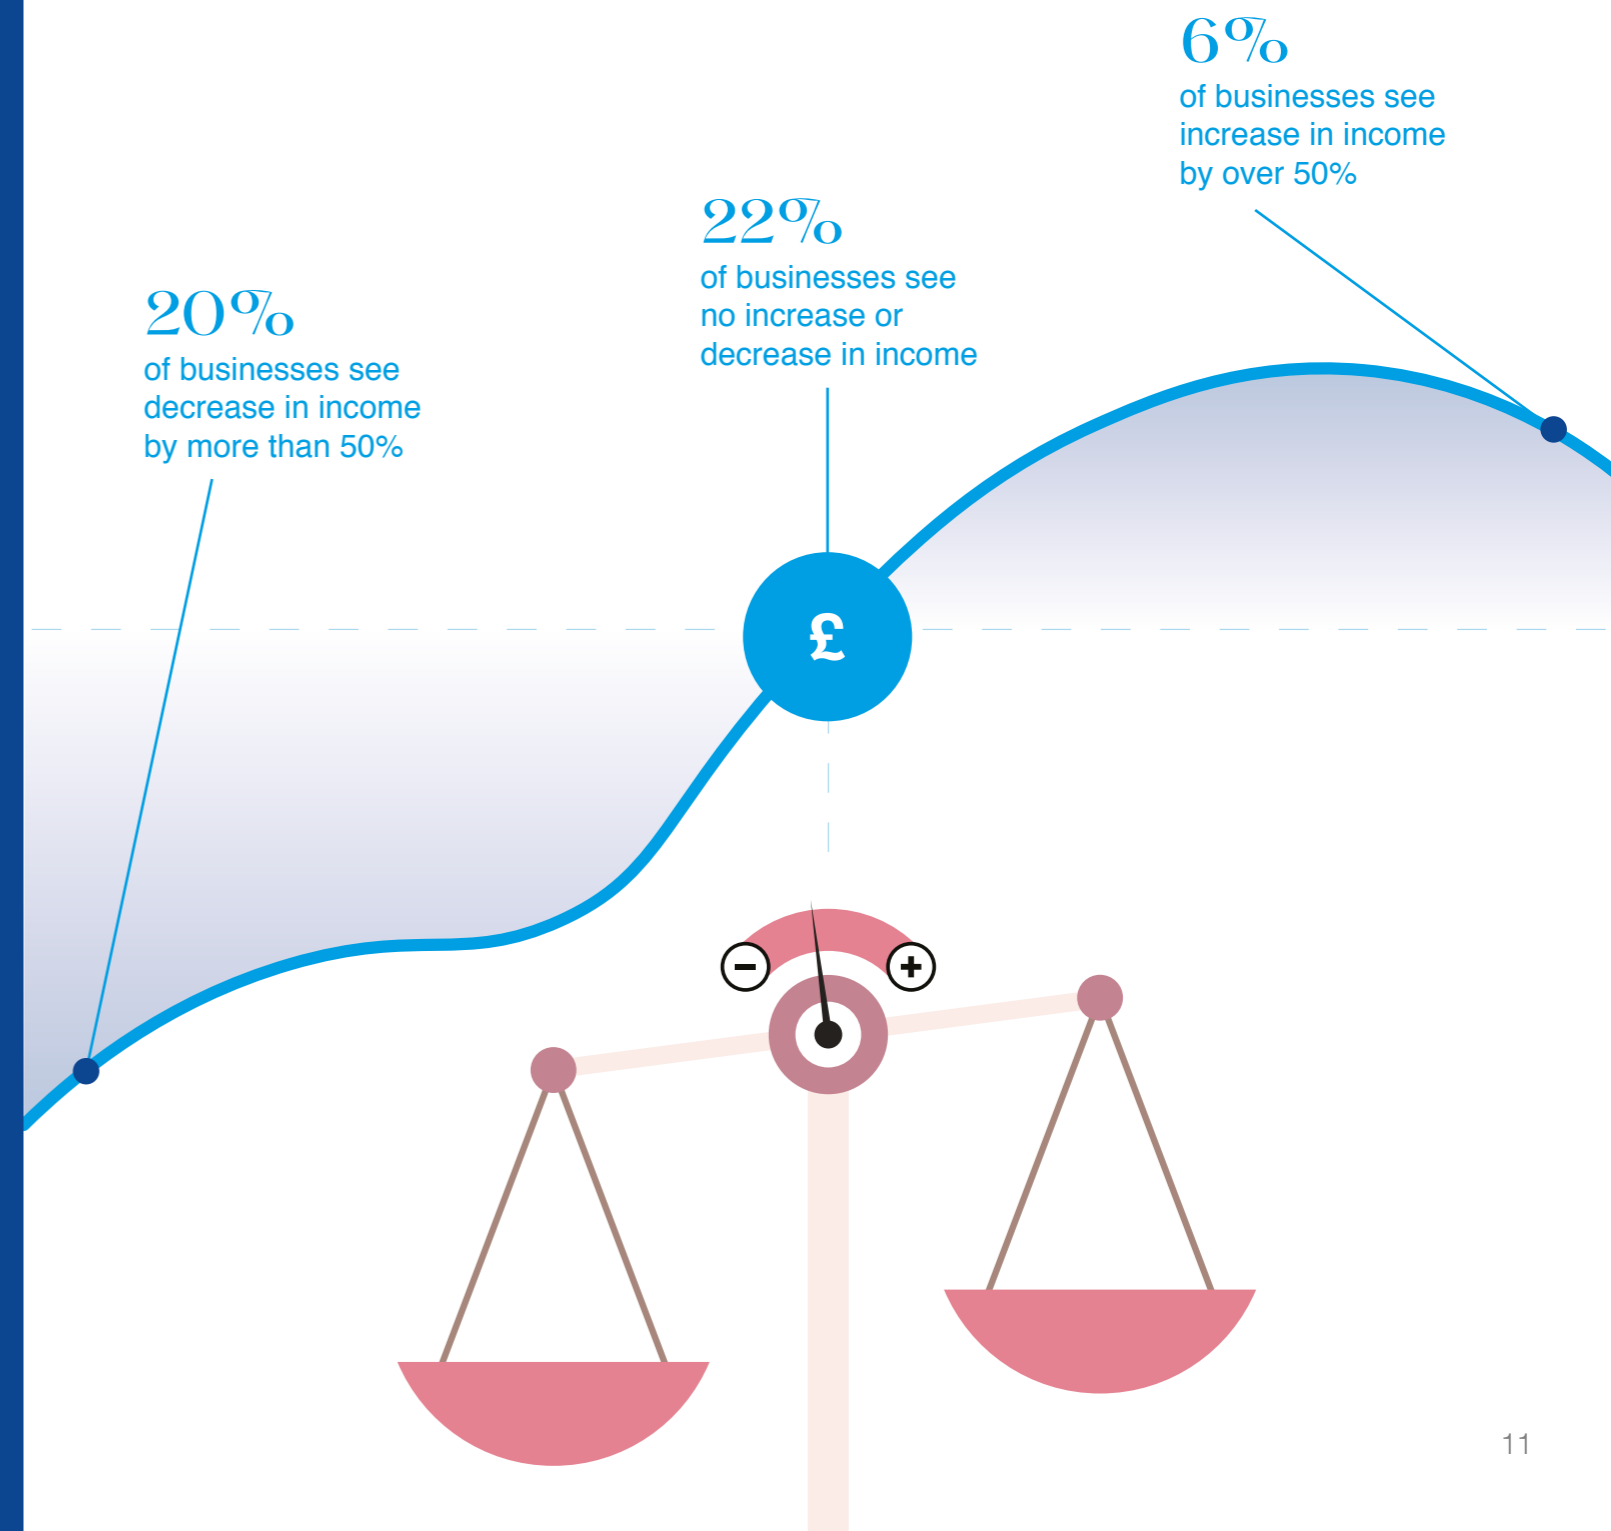 6%
of businesses see
increase in income
by over 50%
22%
of businesses see
no increase or
decrease in income
20%
of businesses see
decrease in income
by more than 50%
£
−
+
11